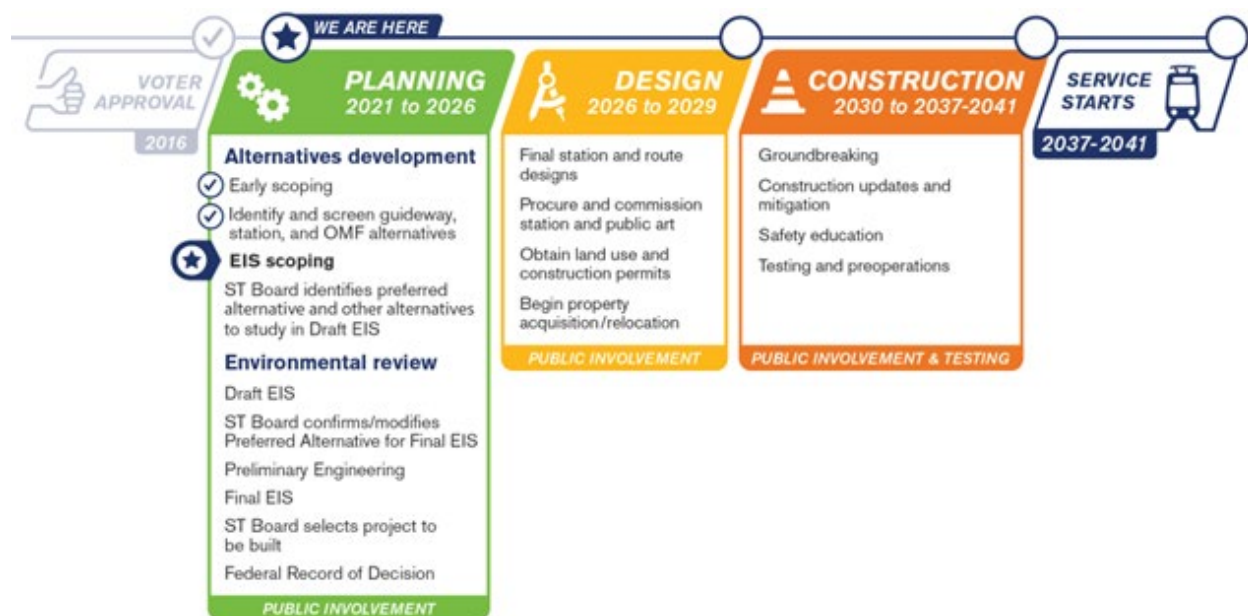 WE ARE HERE
VOTER
APPROVAL
2016
PLANNING
2021 to 2026
Alternatives development
Early scoping
Identify and screen guideway,
station, and OMF alternatives
EIS scoping
ST Board identifies preferred
alternative and other alternatives
to study in Draft EIS
Environmental review
Draft EIS
ST Board confirms/modifies
Preferred Alternative for Final EIS
Preliminary Engineering
Final EIS
ST Board selects project to
be built
Federal Record of Decision
PUBLIC INVOLVEMENT
DESIGN
2026 to 2029
Final station and route
designs
Procure and commission
station and public art
Obtain land use and
construction permits
Begin property
acquisition/relocation
PUBLIC INVOLVEMENT
CONSTRUCTION
2030 to 2037-2041
Groundbreaking
Construction updates and
mitigation
Safety education
Testing and preoperations
PUBLIC INVOLVEMENT & TESTING
SERVICE
STARTS
2037-2041